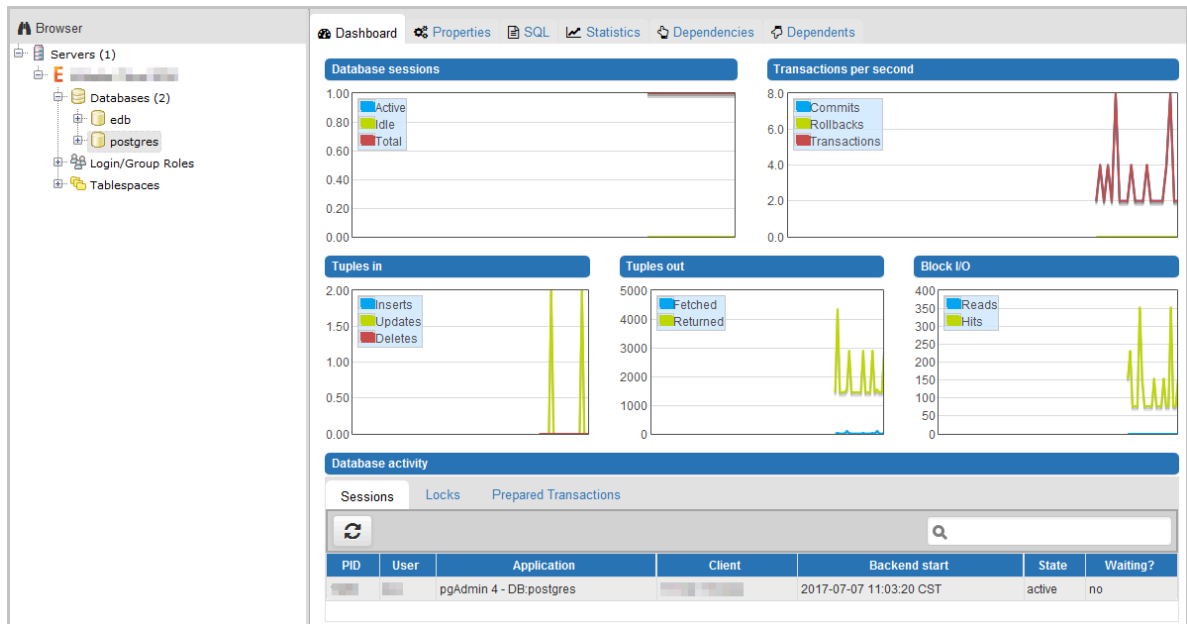 Browser
Servers (1)
Databases (2)
edb
postgres
Login/Group Roles
Tablespaces
Dashboard Properties SQL Statistics Dependencies Dependents
Database sessions
1.00
0.80
0.60
0.40
0.20
0.00
Active
Idle
Total
Transactions per second
8.0
6.0
4.0
2.0
0.0
Commits
Rollbacks
Transactions
Tuples in
2.00
1.50
1.00
0.50
0.00
Inserts
Updates
Deletes
Tuples out
5000
4000
3000
2000
1000
0
Fetched
Returned
Block I/O
400
350
300
250
200
150
100
50
0
Reads
Hits
Database activity
Sessions Locks Prepared Transactions
PID User Application Client Backend start State Waiting?
pgAdmin 4 - DB:postgres 2017-07-07 11:03:20 CST active no